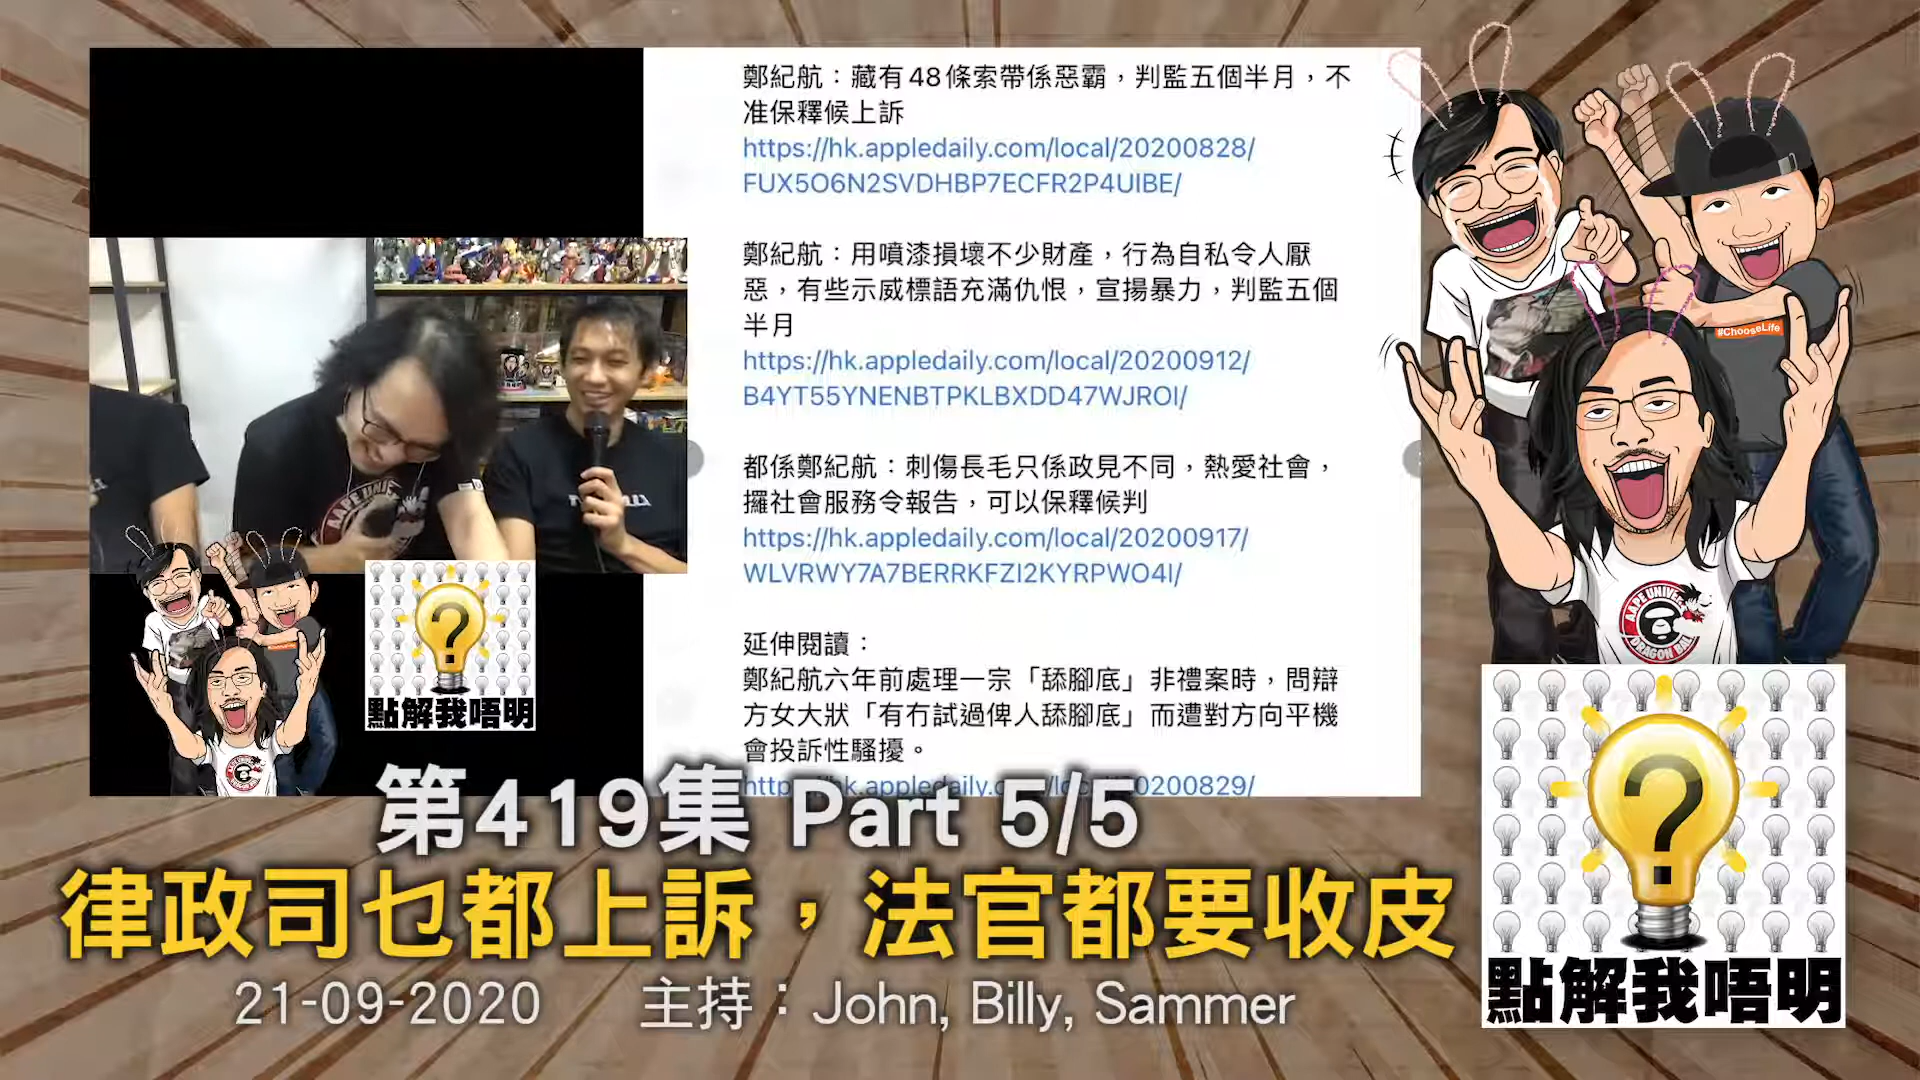 鄭紀航：藏有48條索帶係惡霸，判監五個半月，不
准保釋候上訴
https://hk.appledaily.com/local/20200828/
FUX5O6N2SVDHBP7ECFR2P4UIBE/
鄭紀航：用噴漆損壞不少財產，行為自私令人厭
惡，有些示威標語充滿仇恨，宣揚暴力，判監五個
半月
https://hk.appledaily.com/local/20200912/
B4YT55YNENBTPKLBXDD47WJROI/
都係鄭紀航：刺傷長毛只係政見不同，熱愛社會，
攞社會服務令報告，可以保釋候判
https://hk.appledaily.com/local/20200917/
WLVRWY7A7BERRKFZI2KYRPWO4I/
延伸閱讀：
鄭紀航六年前處理一宗「舔腳底」非禮案時，問辯
方女大狀「有冇試過俾人舔腳底」而遭對方向平機
會投訴性騷擾。
https://hk.appledaily.com/local/20200829/
#ChooseLife
AAPE UNIVERSE
DRAGON BALL
點解我唔明
第419集 Part 5/5
律政司乜都上訴，法官都要收皮
21-09-2020 主持：John, Billy, Sammer
點解我唔明